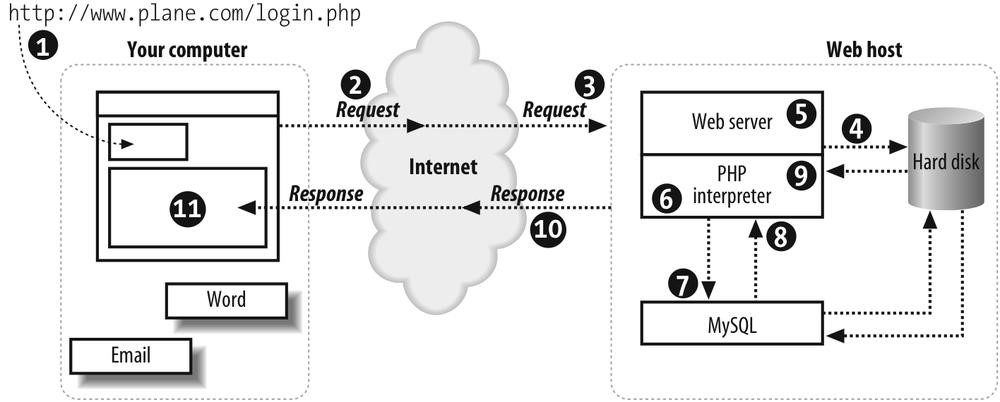 http://www.plane.com/login.php
1
Your computer
Web host
2
3
Request
Request
Web server
5
4
Internet
Hard disk
PHP
interpreter
9
6
Response
Response
11
10
8
7
Word
MySQL
Email